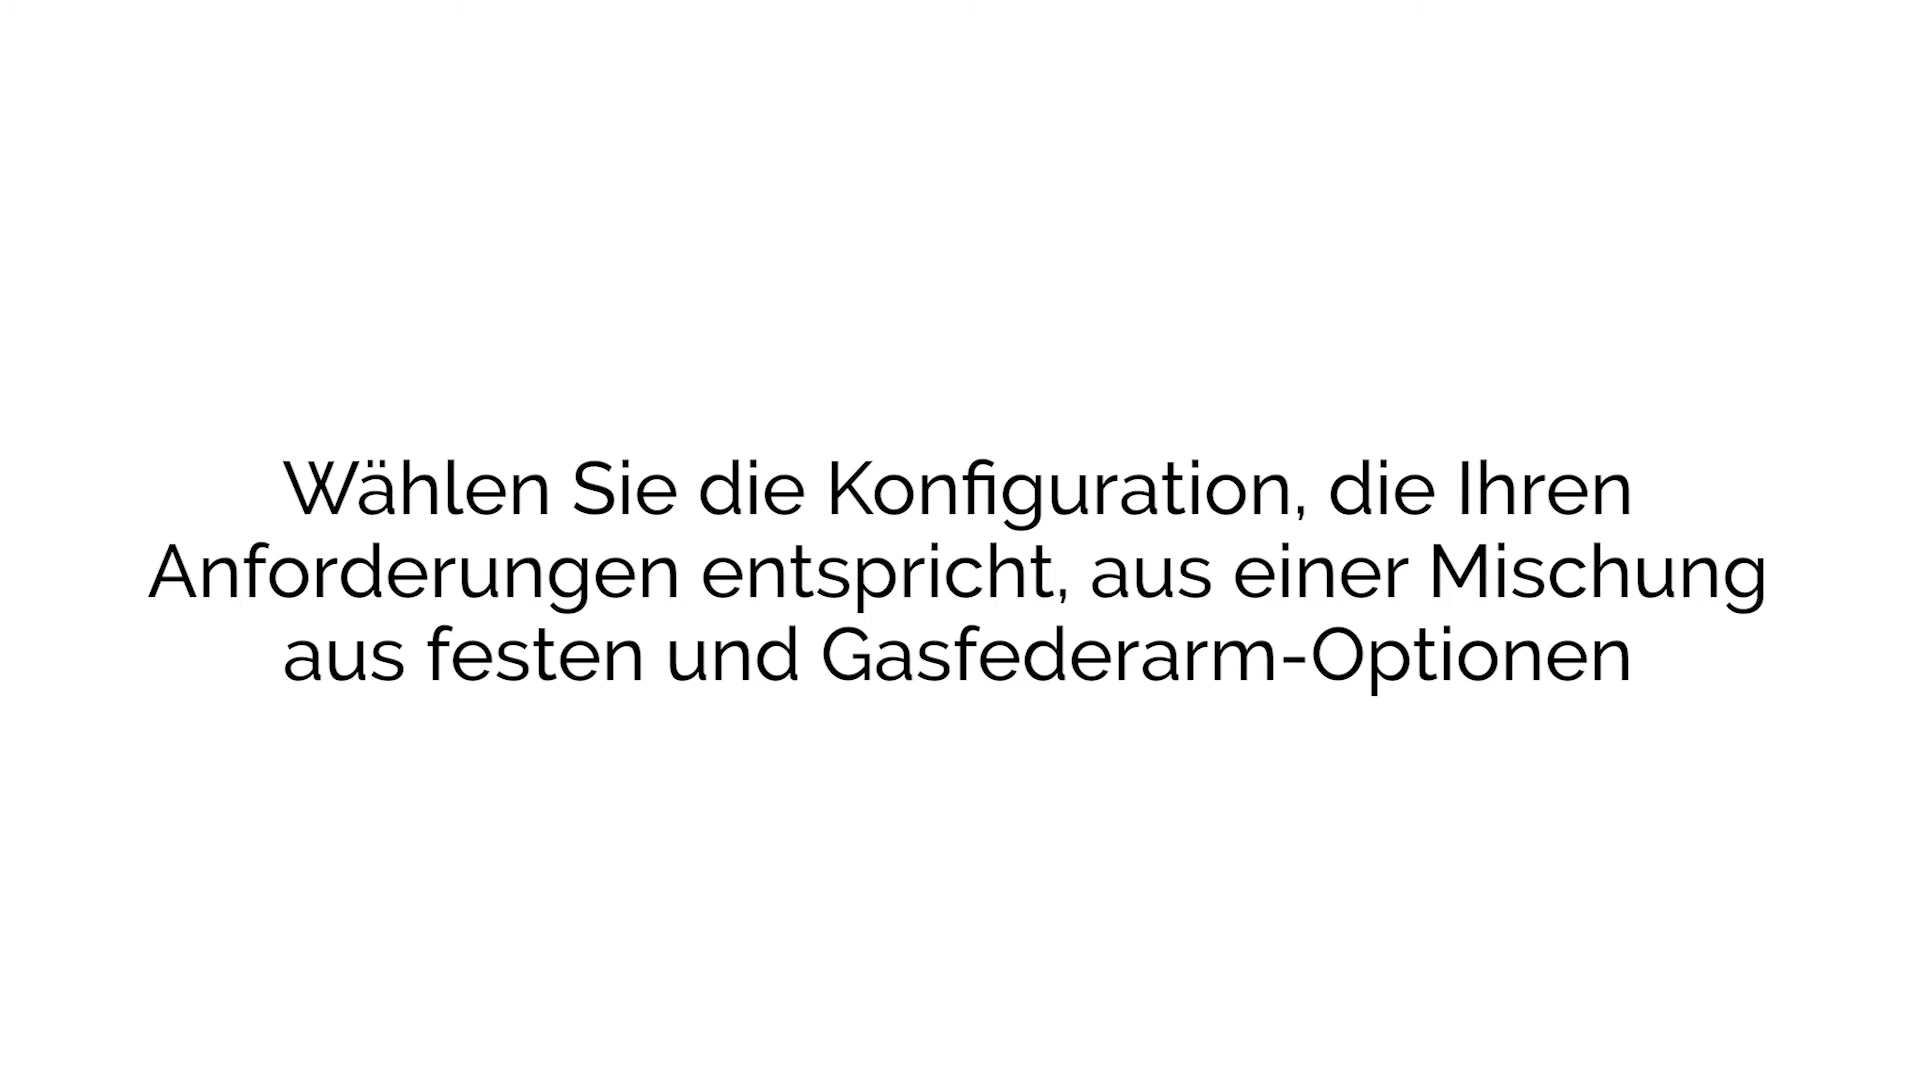 Wählen Sie die Konfiguration, die Ihren
Anforderungen entspricht, aus einer Mischung
aus festen und Gasfederarm-Optionen